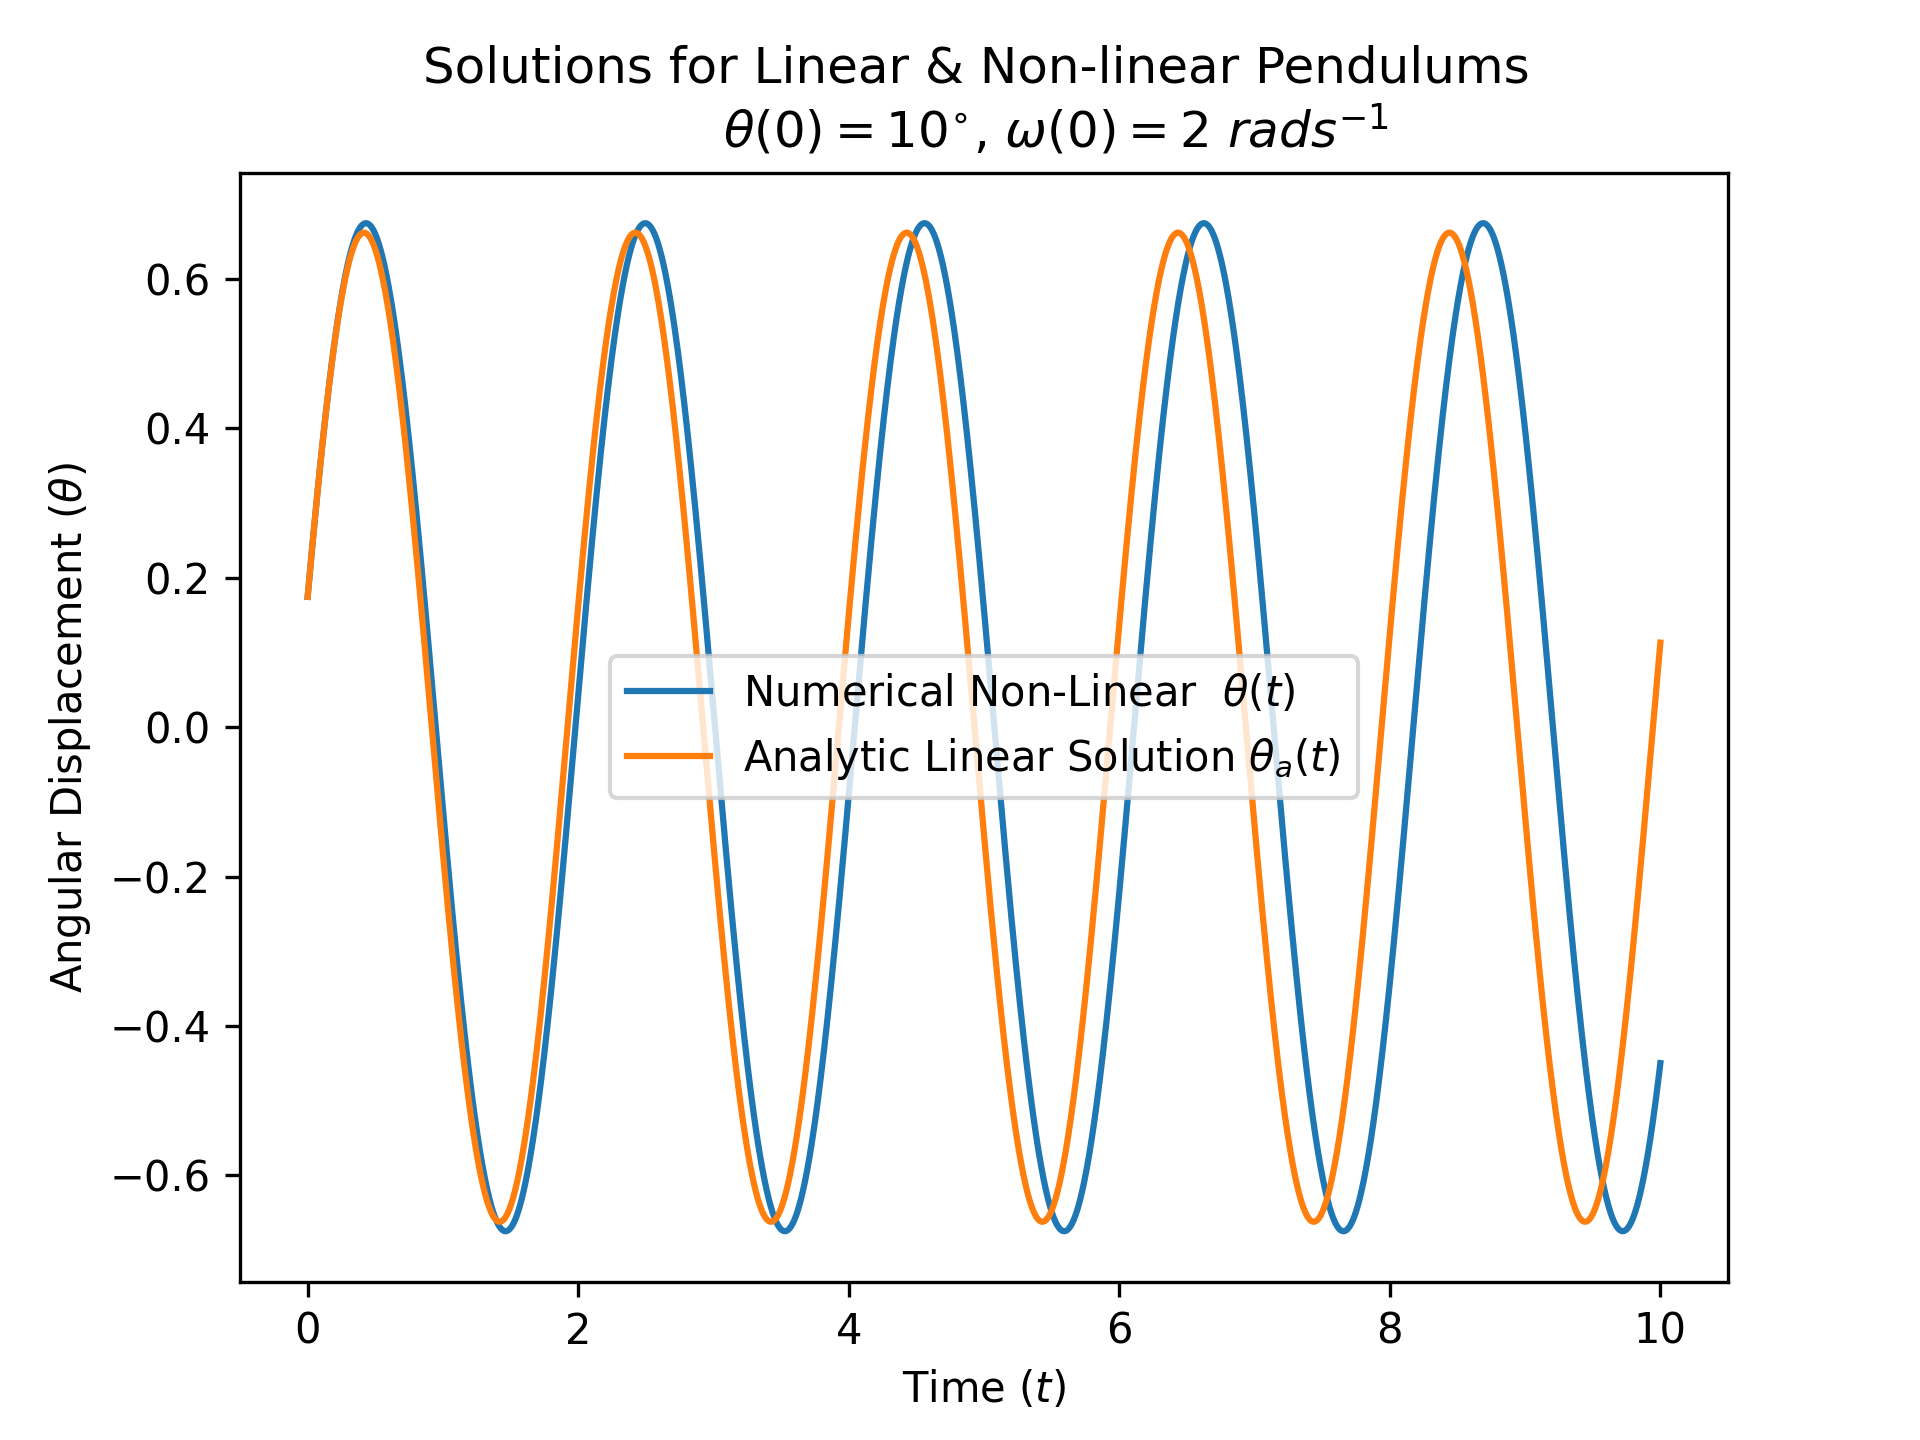 Solutions for Linear & Non-linear Pendulums
θ(0) = 10°, ω(0) = 2 rads⁻¹
Angular Displacement (θ)
0.6
0.4
0.2
0.0
−0.2
−0.4
−0.6
Numerical Non-Linear θ(t)
Analytic Linear Solution θₐ(t)
0 2 4 6 8 10
Time (t)